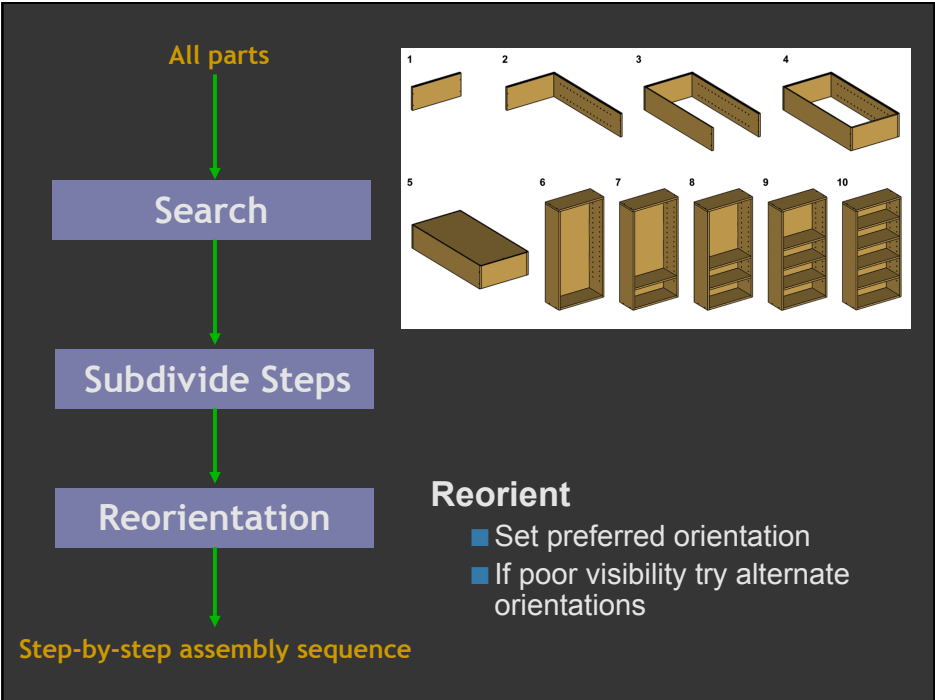 All parts
Search
Subdivide Steps
Reorientation
Step-by-step assembly sequence
1 2 3 4
5 6 7 8 9 10
Reorient
Set preferred orientation
If poor visibility try alternate
orientations